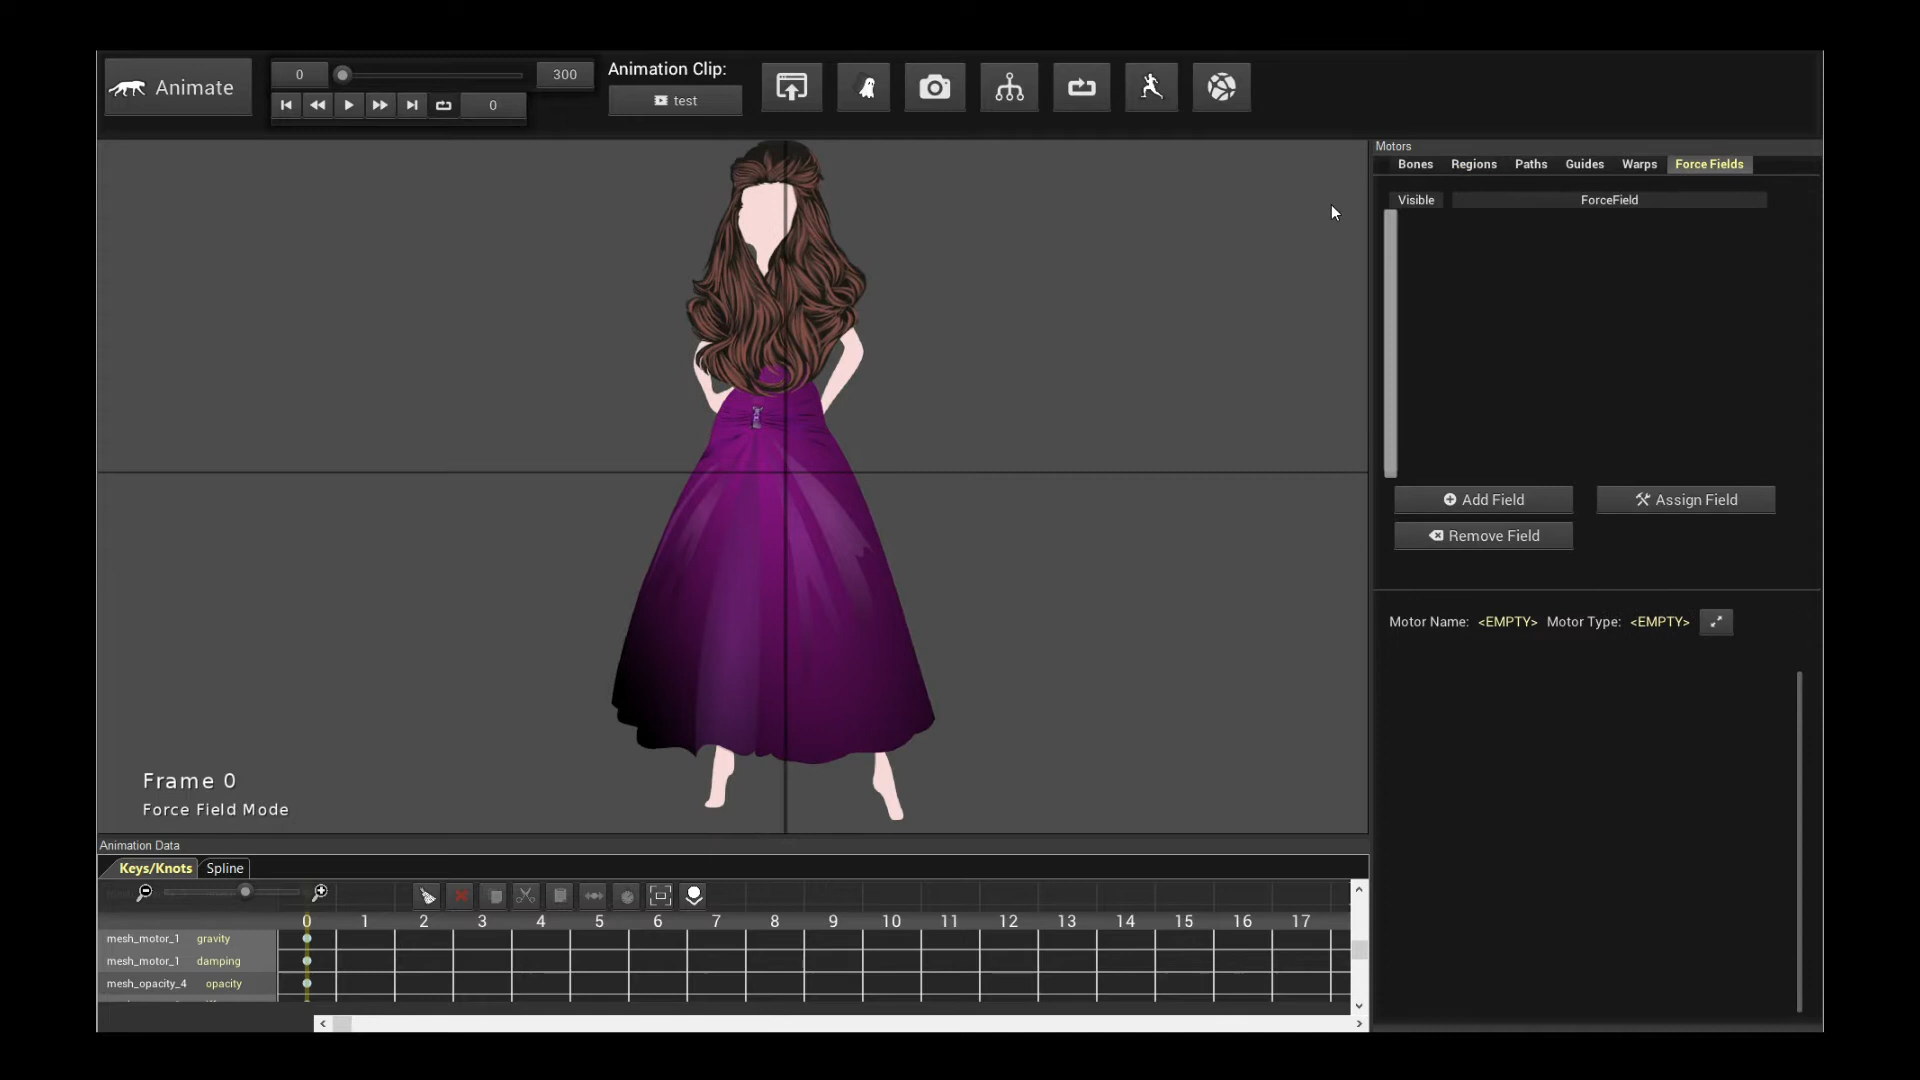 Animate
0
300
0
Animation Clip:
test
Motors
Bones Regions Paths Guides Warps Force Fields
Visible ForceField
Add Field Assign Field
Remove Field
Motor Name: <EMPTY> Motor Type: <EMPTY>
Frame 0
Force Field Mode
Animation Data
Keys/Knots Spline
0 1 2 3 4 5 6 7 8 9 10 11 12 13 14 15 16 17
mesh_motor_1 gravity
mesh_motor_1 damping
mesh_opacity_4 opacity